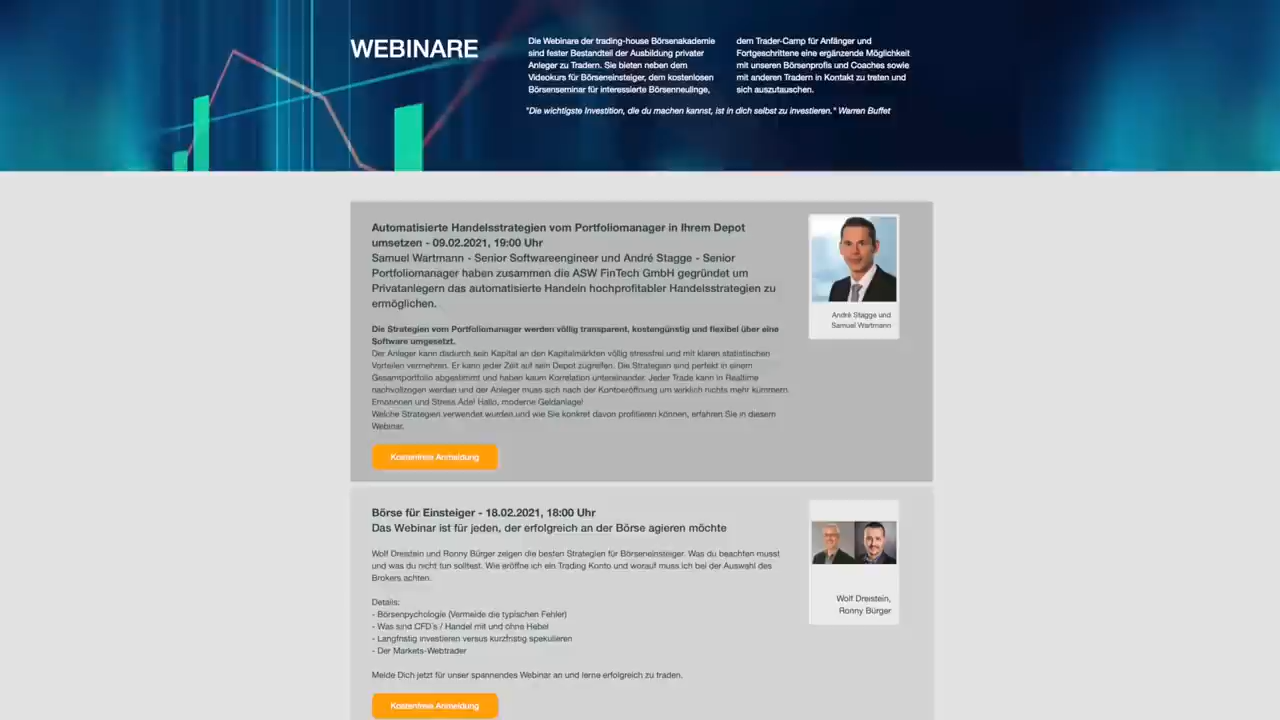 WEBINARE
Die Webinare der trading-house Börsenakademie
sind fester Bestandteil der Ausbildung privater
Anleger zu Tradern. Sie bieten neben dem
Videokurs für Börseneinsteiger, dem kostenlosen
Börsenseminar für interessierte Börsenneulinge,
dem Trader-Camp für Anfänger und
Fortgeschrittene eine ergänzende Möglichkeit
mit unseren Börsenprofis und Coaches sowie
mit anderen Tradern in Kontakt zu treten und
sich auszutauschen.
"Die wichtigste Investition, die du machen kannst, ist in dich selbst zu investieren." Warren Buffet
Automatisierte Handelsstrategien vom Portfoliomanager in Ihrem Depot
umsetzen - 09.02.2021, 19:00 Uhr
Samuel Wartmann - Senior Softwareengineer und André Stagge - Senior
Portfoliomanager haben zusammen die ASW FinTech GmbH gegründet um
Privatanlegern das automatisierte Handeln hochprofitabler Handelsstrategien zu
ermöglichen.
Die Strategien vom Portfoliomanager werden völlig transparent, kostengünstig und flexibel über eine
Software umgesetzt.
Der Anleger kann dadurch sein Kapital an den Kapitalmärkten völlig stressfrei und mit klaren statistischen
Vorteilen vermehren. Er kann jeder Zeit auf sein Depot zugreifen. Die Strategien sind perfekt in einem
Gesamtportfolio abgestimmt und haben kaum Korrelation untereinander. Jeder Trade kann in Realtime
nachvollzogen werden und der Anleger muss sich nach der Kontoeröffnung um wirklich nichts mehr kümmern.
Emotionen und Stress Ade! Hallo, moderne Geldanlage!
Welche Strategien verwendet wurden und wie Sie konkret davon profitieren können, erfahren Sie in diesem
Webinar.
Kostenfreie Anmeldung
André Stagge und
Samuel Wartmann
Börse für Einsteiger - 18.02.2021, 18:00 Uhr
Das Webinar ist für jeden, der erfolgreich an der Börse agieren möchte
Wolf Dreistein und Ronny Bürger zeigen die besten Strategien für Börseneinsteiger. Was du beachten musst
und was du nicht tun solltest. Wie eröffne ich ein Trading Konto und worauf muss ich bei der Auswahl des
Brokers achten.
Details:
- Börsenpychologie (Vermeide die typischen Fehler)
- Was sind CFD's / Handel mit und ohne Hebel
- Langfristig investieren versus kurzfristig spekulieren
- Der Markets-Webtrader
Melde Dich jetzt für unser spannendes Webinar an und lerne erfolgreich zu traden.
Kostenfreie Anmeldung
Wolf Dreistein,
Ronny Bürger